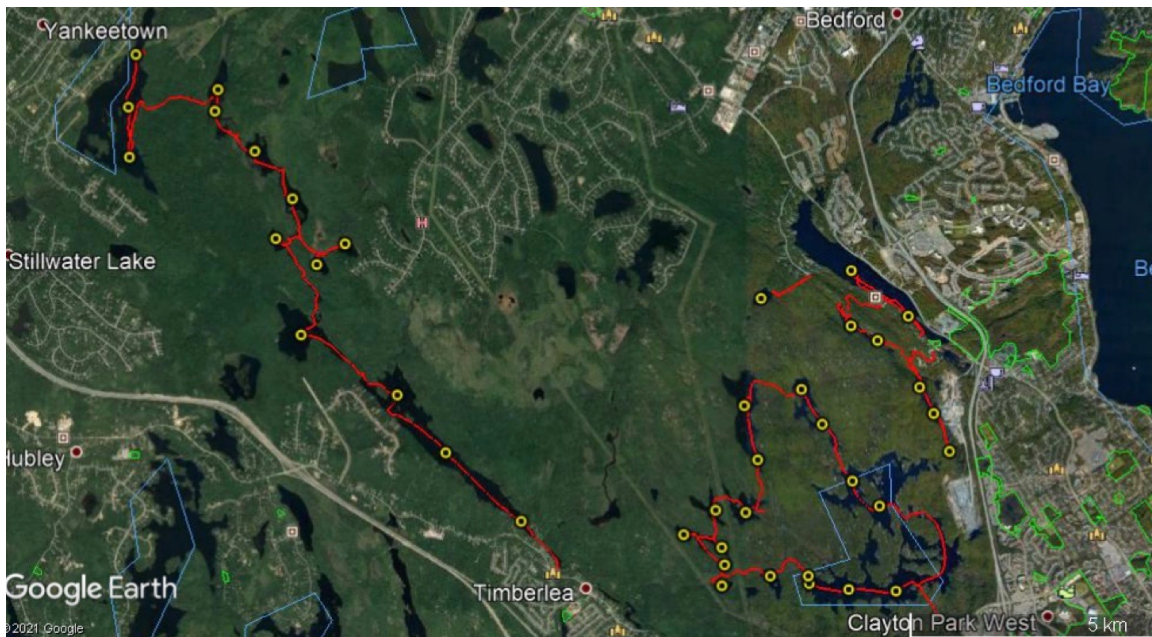 Yankeetown
Bedford
Bedford Bay
Stillwater Lake
Be
H
Hubley
Google Earth
Timberlea
Clayton Park West
5 km
© 2021 Google